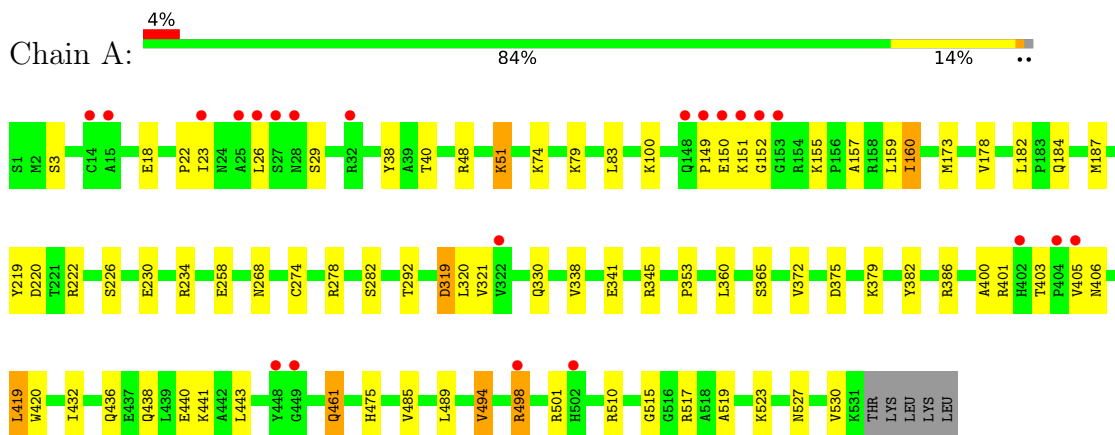 4%
Chain A:
84% 14% ••
S1 M2 S3 C14 A15 E18 P22 I23 N24 A25 L26 S27 N28 S29 R32 Y38 A39 T40 R48 K51 K74 K79 L83 K100 Q148 P149 E150 K151 G152 G153 R154 K155 P156 A157 R158 L159 I160 M173 V178 L182 P183 Q184 M187
Y219 D220 T221 R222 S226 E230 R234 E258 N268 C274 R278 S282 T292 D319 L320 V321 V322 Q330 V338 E341 R345 P353 L360 S365 V372 D375 K379 Y382 R386 A400 R401 H402 T403 P404 V405 N406
L419 W420 I432 Q436 E437 Q438 L439 E440 K441 A442 L443 Y448 G449 Q461 H475 V485 L489 V494 R498 R501 H502 R510 G515 G516 R517 A518 A519 K523 N527 V530 K531 THR LYS LEU LYS LEU